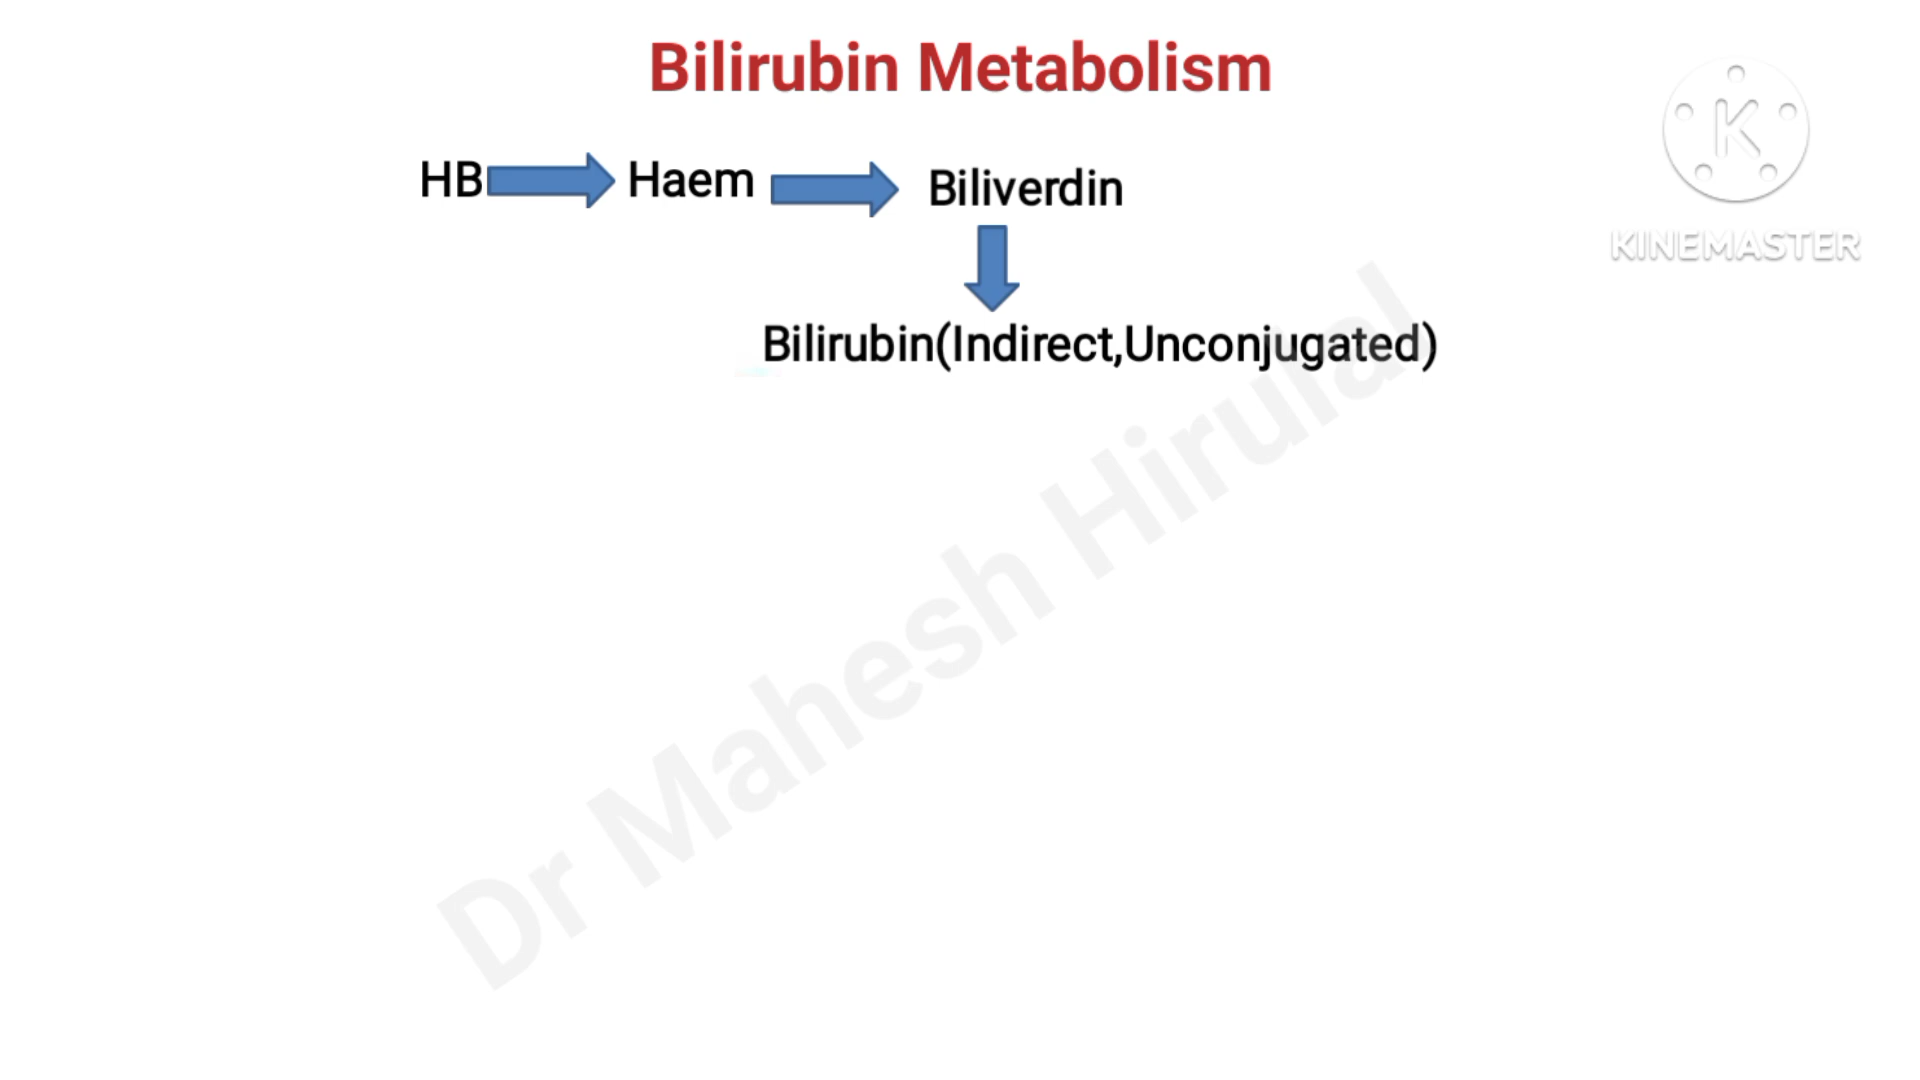 Bilirubin Metabolism
HB Haem Biliverdin
Bilirubin(Indirect,Unconjugated)
K
KINEMASTER
Dr Mahesh Hirulal